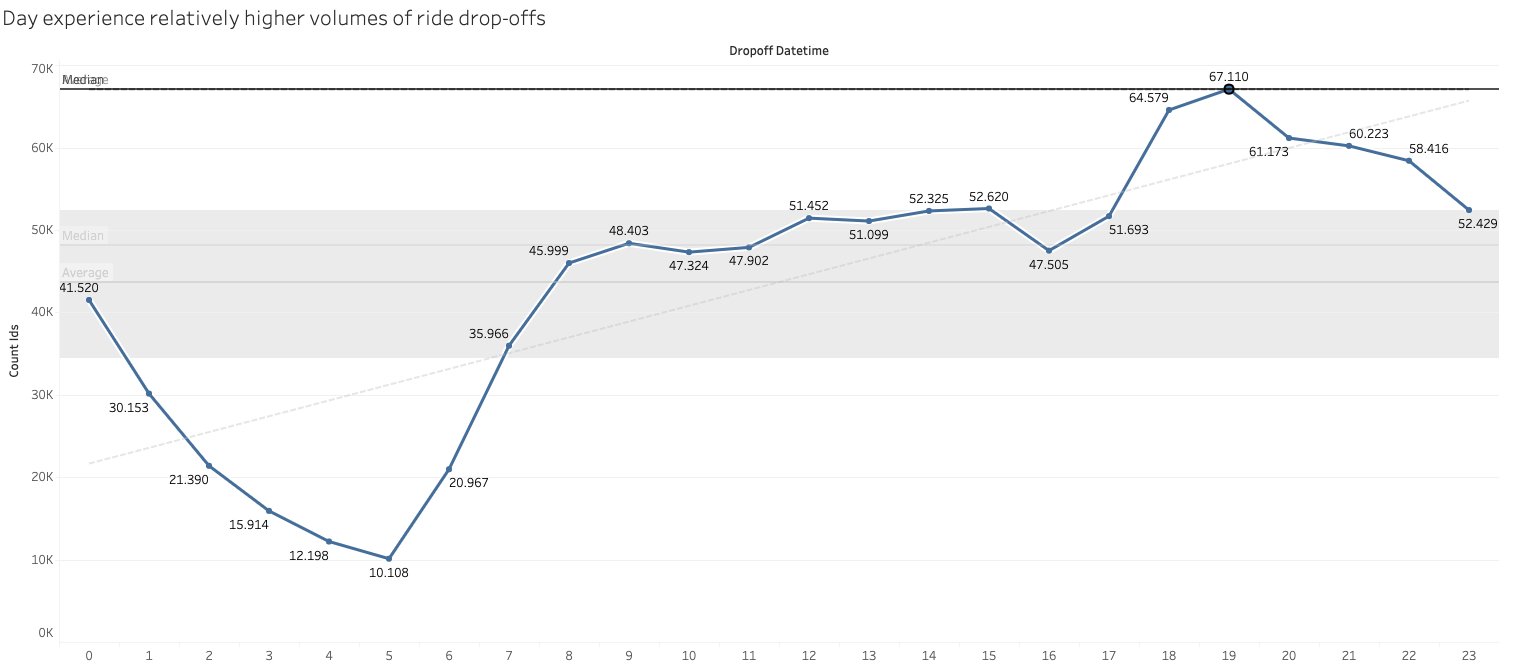 Day experience relatively higher volumes of ride drop-offs
Dropoff Datetime
70K
Median
67.110
64.579
60K
61.173
60.223
58.416
50K
Median
Average
45.999
48.403
47.324
47.902
51.452
51.099
52.325
52.620
47.505
51.693
52.429
41.520
40K
35.966
Count Ids
30K
30.153
20K
21.390
20.967
15.914
12.198
10K
10.108
0K
0 1 2 3 4 5 6 7 8 9 10 11 12 13 14 15 16 17 18 19 20 21 22 23